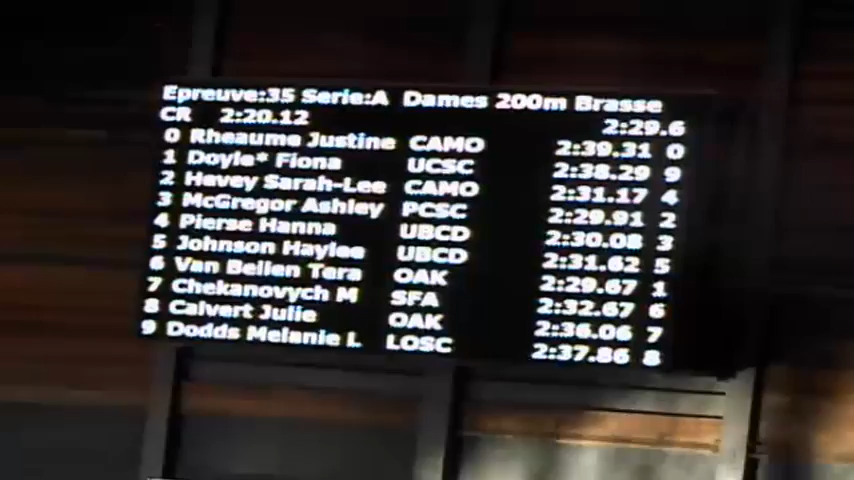 Epreuve:35 Serie:A Dames 200m Brasse
CR 2:20.12 2:29.6
0 Rheaume Justine CAMO 2:39.31 0
1 Doyle* Fiona UCSC 2:38.29 9
2 Hevey Sarah-Lee CAMO 2:31.17 4
3 McGregor Ashley PCSC 2:29.91 2
4 Pierse Hanna UBCD 2:30.08 3
5 Johnson Haylee UBCD 2:31.62 5
6 Van Beilen Tera OAK 2:29.67 1
7 Chekanovych M SFA 2:32.67 6
8 Calvert Julie OAK 2:36.06 7
9 Dodds Melanie L LOSC 2:37.86 8